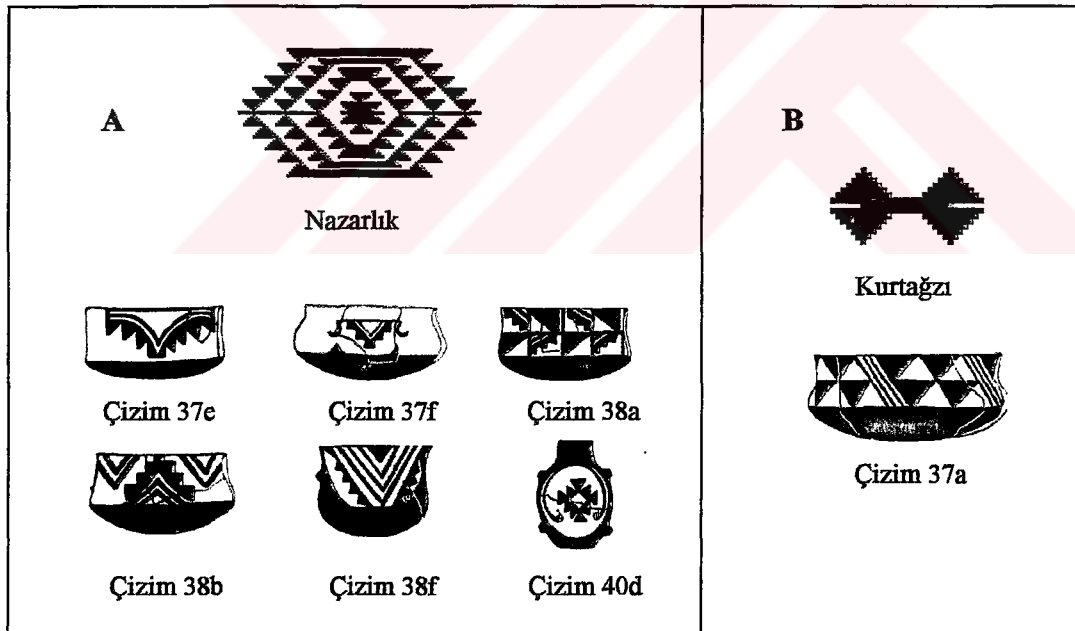 A
Nazarlık
Çizim 37e
Çizim 37f
Çizim 38a
Çizim 38b
Çizim 38f
Çizim 40d
B
Kurtağzı
Çizim 37a